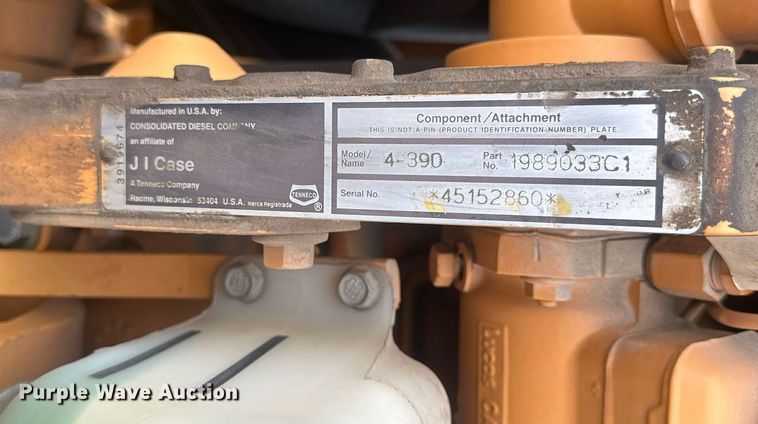 Manufactured in U.S.A. by:
CONSOLIDATED DIESEL COMPANY
an affiliate of
J I Case
A Tenneco Company
Racine, Wisconsin 53404 U.S.A. Marca Registrada
TENNECO
®
3919674
Component/Attachment
THIS IS NOT A PIN (PRODUCT IDENTIFICATION NUMBER) PLATE
Model/Name 4-390 Part No. 1989033C1
Serial No. *45152860*
Purple Wave Auction